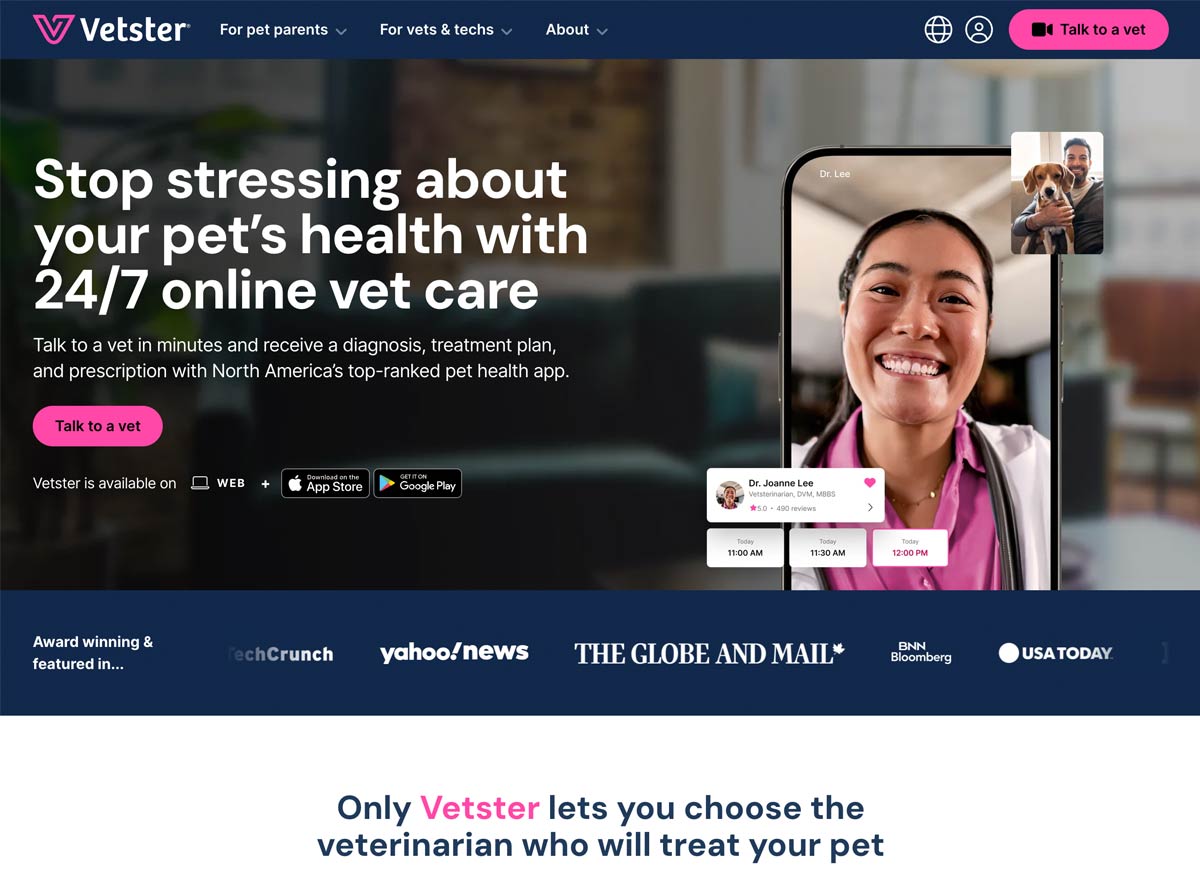 Vetster®
For pet parents
For vets & techs
About
Talk to a vet
Stop stressing about
your pet’s health with
24/7 online vet care
Talk to a vet in minutes and receive a diagnosis, treatment plan,
and prescription with North America’s top-ranked pet health app.
Talk to a vet
Vetster is available on
WEB
+
Download on the
App Store
GET IT ON
Google Play
Dr. Lee
Dr. Joanne Lee
Vetsterinarian, DVM, MBBS
5.0 • 490 reviews
Today
11:00 AM
Today
11:30 AM
Today
12:00 PM
Award winning &
featured in...
TechCrunch
yahoo!news
THE GLOBE AND MAIL
BNN
Bloomberg
USA TODAY
Only Vetster lets you choose the
veterinarian who will treat your pet